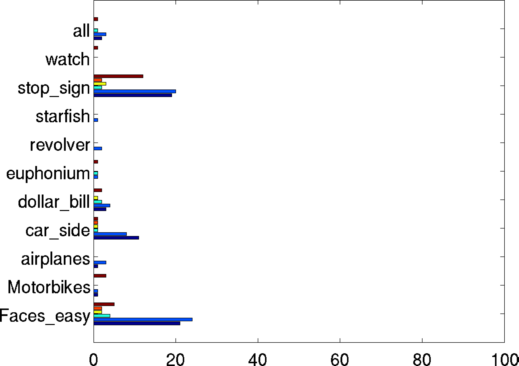 all
watch
stop_sign
starfish
revolver
euphonium
dollar_bill
car_side
airplanes
Motorbikes
Faces_easy
0 20 40 60 80 100